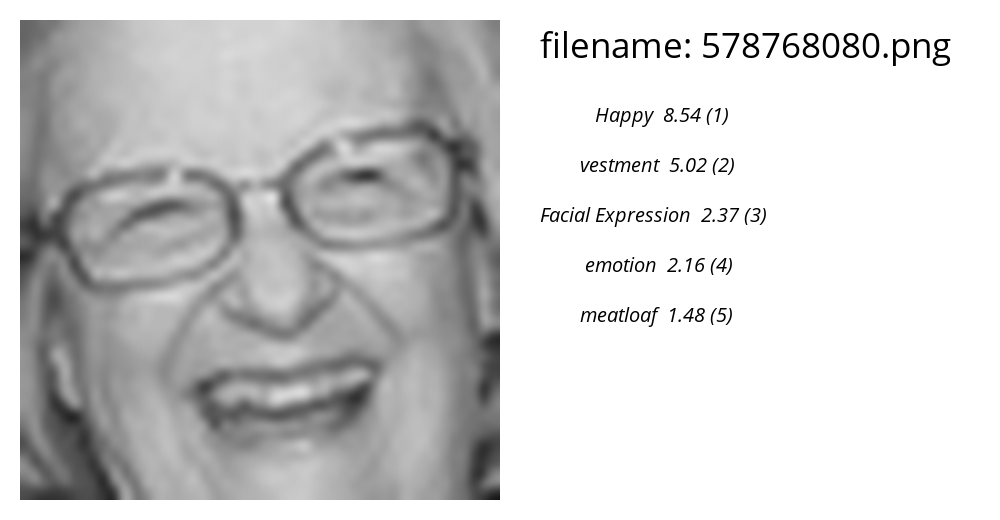 filename: 578768080.png
Happy 8.54 (1)
vestment 5.02 (2)
Facial Expression 2.37 (3)
emotion 2.16 (4)
meatloaf 1.48 (5)